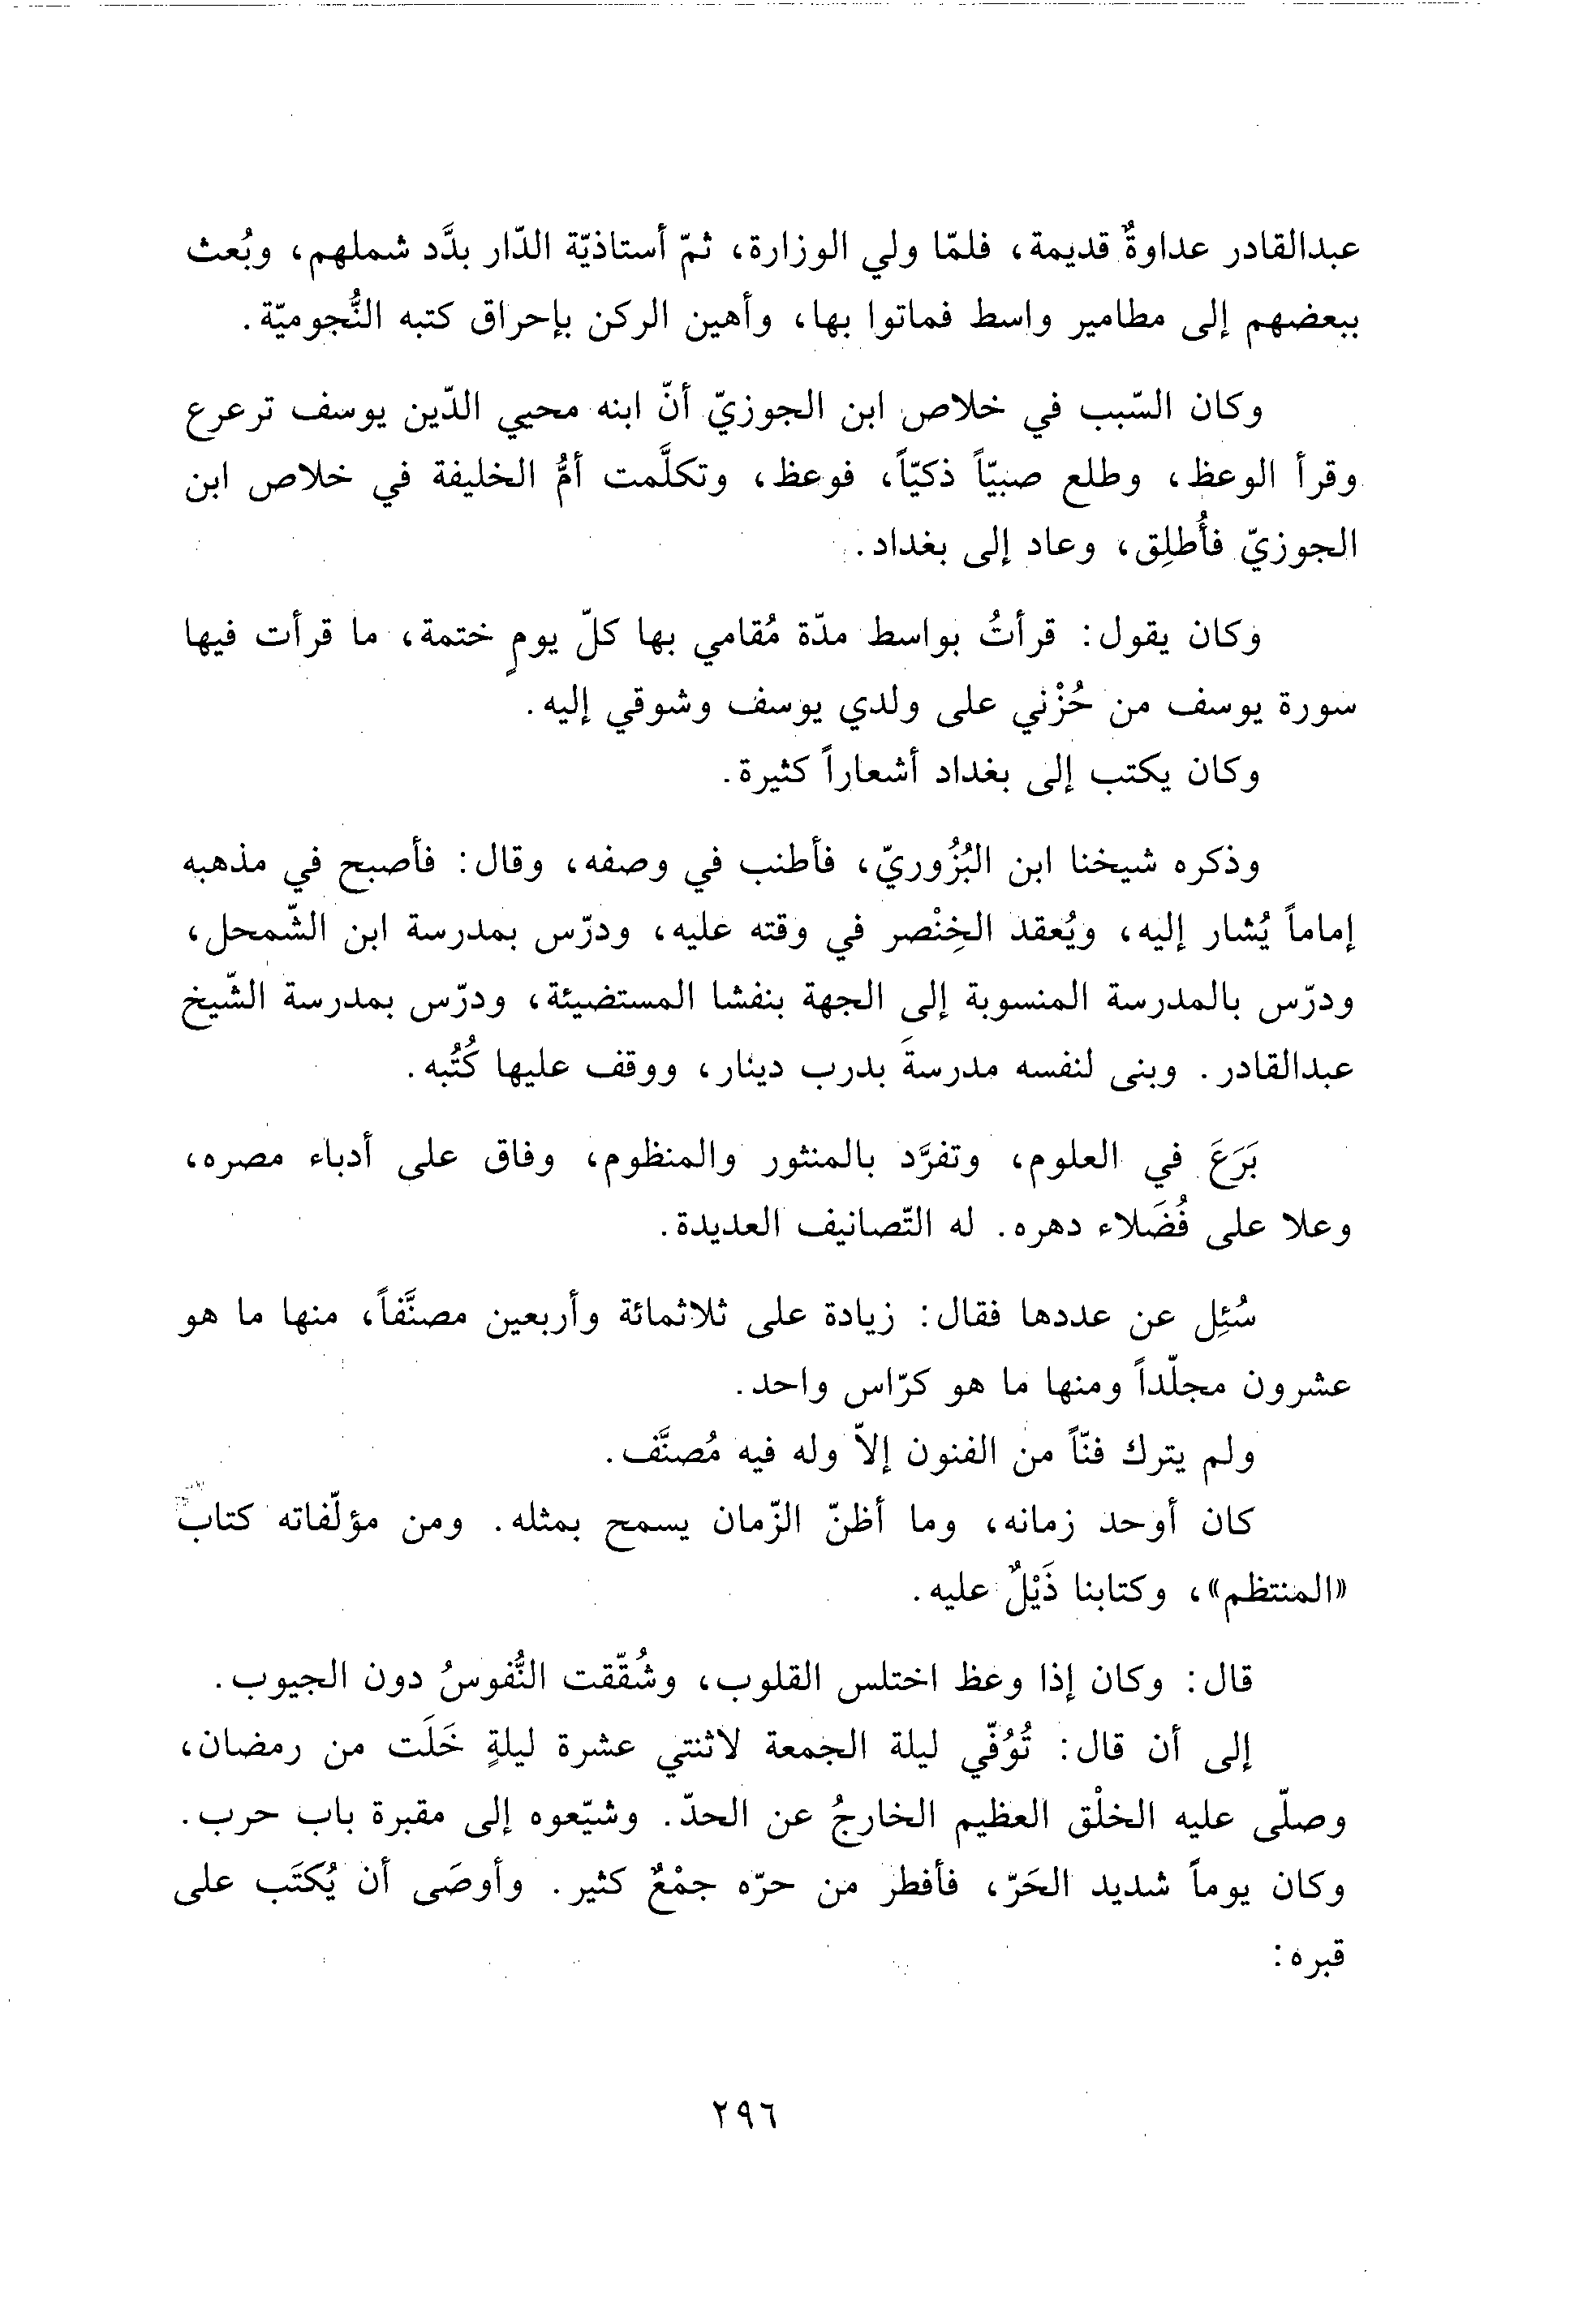 عبدالقادر عداوةٌ قديمة، فلمّا ولي الوزارة، ثمّ أستاذيّة الدّار بدَّد شملهم، وبُعث
ببعضهم إلى مطامير واسط فماتوا بها، وأهين الركن بإحراق كتبه النُّجوميّة.
وكان السّبب في خلاص ابن الجوزيّ أنّ ابنه محيي الدّين يوسف ترعرع
وقرأ الوعظ، وطلع صبيّاً ذكيّاً، فوعظ، وتكلَّمت أمُّ الخليفة في خلاص ابن
الجوزيّ فأُطلِق، وعاد إلى بغداد.
وكان يقول: قرأتُ بواسط مدّة مُقامي بها كلّ يومٍ ختمة، ما قرأت فيها
سورة يوسف من حُزْني على ولدي يوسف وشوقي إليه.
وكان يكتب إلى بغداد أشعاراً كثيرة.
وذكره شيخنا ابن البُزُوريّ، فأطنب في وصفه، وقال: فأصبح في مذهبه
إماماً يُشار إليه، ويُعقد الخِنْصر في وقته عليه، ودرّس بمدرسة ابن الشّمحل،
ودرّس بالمدرسة المنسوبة إلى الجهة بنفشا المستضيئة، ودرّس بمدرسة الشّيخ
عبدالقادر. وبنى لنفسه مدرسةَ بدرب دينار، ووقف عليها كُتُبه.
بَرَعَ في العلوم، وتفرَّد بالمنثور والمنظوم، وفاق على أدباء مصره،
وعلا على فُضَلاء دهره. له التّصانيف العديدة.
سُئِل عن عددها فقال: زيادة على ثلاثمائة وأربعين مصنَّفاً، منها ما هو
عشرون مجلّداً ومنها ما هو كرّاس واحد.
ولم يترك فنّاً من الفنون إلاّ وله فيه مُصنَّف.
كان أوحد زمانه، وما أظنّ الزّمان يسمح بمثله. ومن مؤلّفاته كتاب
«المنتظم»، وكتابنا ذَيْلٌ عليه.
قال: وكان إذا وعظ اختلس القلوب، وشُقّقت النُّفوسُ دون الجيوب.
إلى أن قال: تُوُفّي ليلة الجمعة لاثنتي عشرة ليلةٍ خَلَت من رمضان،
وصلّى عليه الخلْق العظيم الخارجُ عن الحدّ. وشيّعوه إلى مقبرة باب حرب.
وكان يوماً شديد الحَرّ، فأفطر من حرّه جمْعٌ كثير. وأوصَى أن يُكتَب على
قبره:
٢٩٦